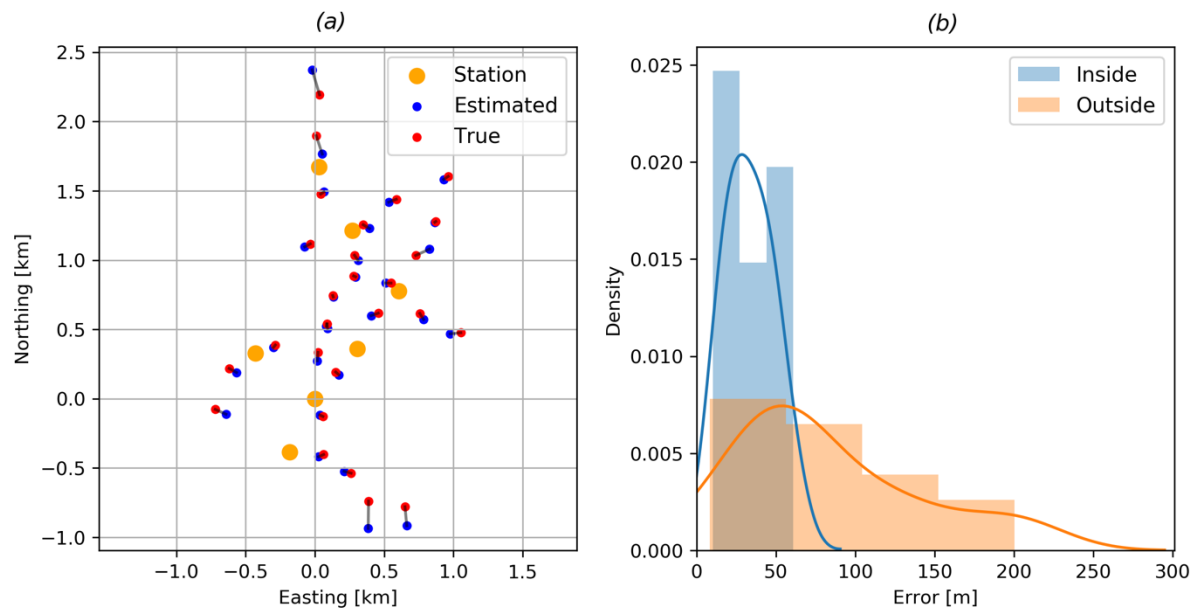 (a)
Northing [km]
2.5
2.0
1.5
1.0
0.5
0.0
−0.5
−1.0
Station
Estimated
True
−1.0 −0.5 0.0 0.5 1.0 1.5
Easting [km]
(b)
Density
0.025
0.020
0.015
0.010
0.005
0.000
Inside
Outside
0 50 100 150 200 250 300
Error [m]